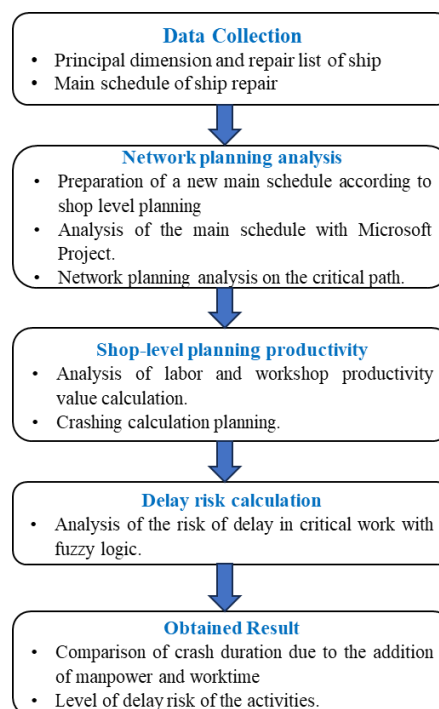 Data Collection
• Principal dimension and repair list of ship
• Main schedule of ship repair
Network planning analysis
• Preparation of a new main schedule according to
shop level planning
• Analysis of the main schedule with Microsoft
Project.
• Network planning analysis on the critical path.
Shop-level planning productivity
• Analysis of labor and workshop productivity
value calculation.
• Crashing calculation planning.
Delay risk calculation
• Analysis of the risk of delay in critical work with
fuzzy logic.
Obtained Result
• Comparison of crash duration due to the addition
of manpower and worktime
• Level of delay risk of the activities.